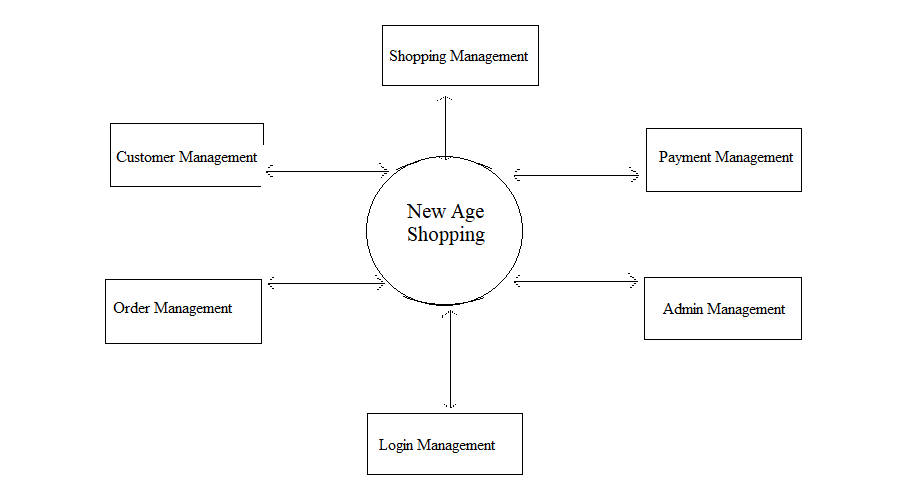 Shopping Management
Customer Management
Payment Management
New Age
Shopping
Order Management
Admin Management
Login Management